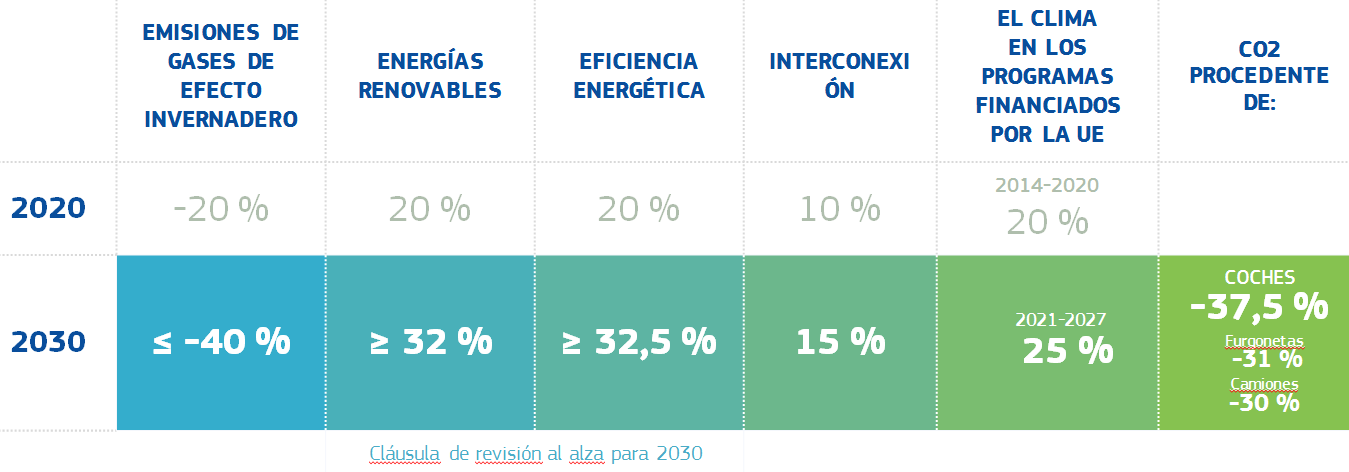 EMISIONES DE
GASES DE
EFECTO
INVERNADERO
ENERGÍAS
RENOVABLES
EFICIENCIA
ENERGÉTICA
INTERCONEXI
ÓN
EL CLIMA
EN LOS
PROGRAMAS
FINANCIADOS
POR LA UE
CO2
PROCEDENTE
DE:
2020
-20 %
20 %
20 %
10 %
2014-2020
20 %
2030
≤ -40 %
≥ 32 %
≥ 32,5 %
15 %
2021-2027
25 %
COCHES
-37,5 %
Furgonetas
-31 %
Camiones
-30 %
Cláusula de revisión al alza para 2030